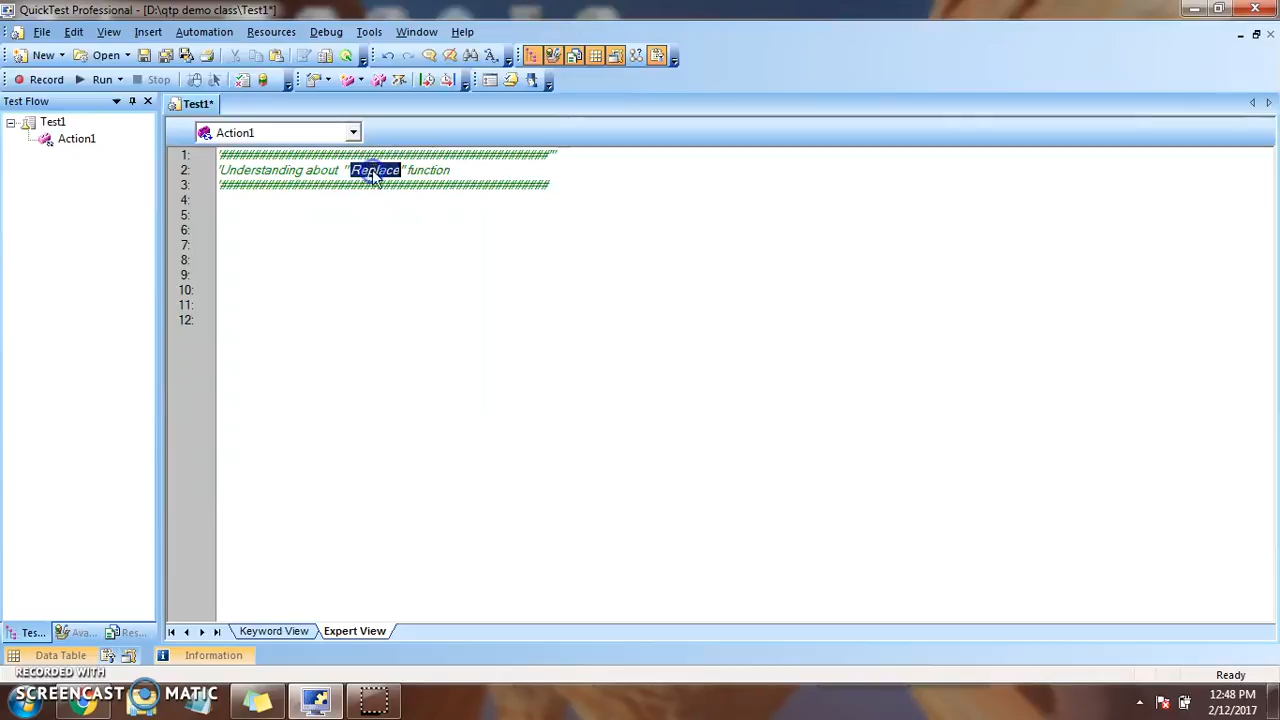 QuickTest Professional - [D:\qtp demo class\Test1*]
File Edit View Insert Automation Resources Debug Tools Window Help
New Open
Record Run Stop
Test Flow
Test1*
Test1
Action1
Action1
1: '##################################################"'
2: 'Understanding about "Replace" function
3: '##################################################
4:
5:
6:
7:
8:
9:
10:
11:
12:
Tes... Ava... Res...
Keyword View Expert View
Data Table Information
Ready
RECORDED WITH
SCREENCAST MATIC
12:48 PM
2/12/2017